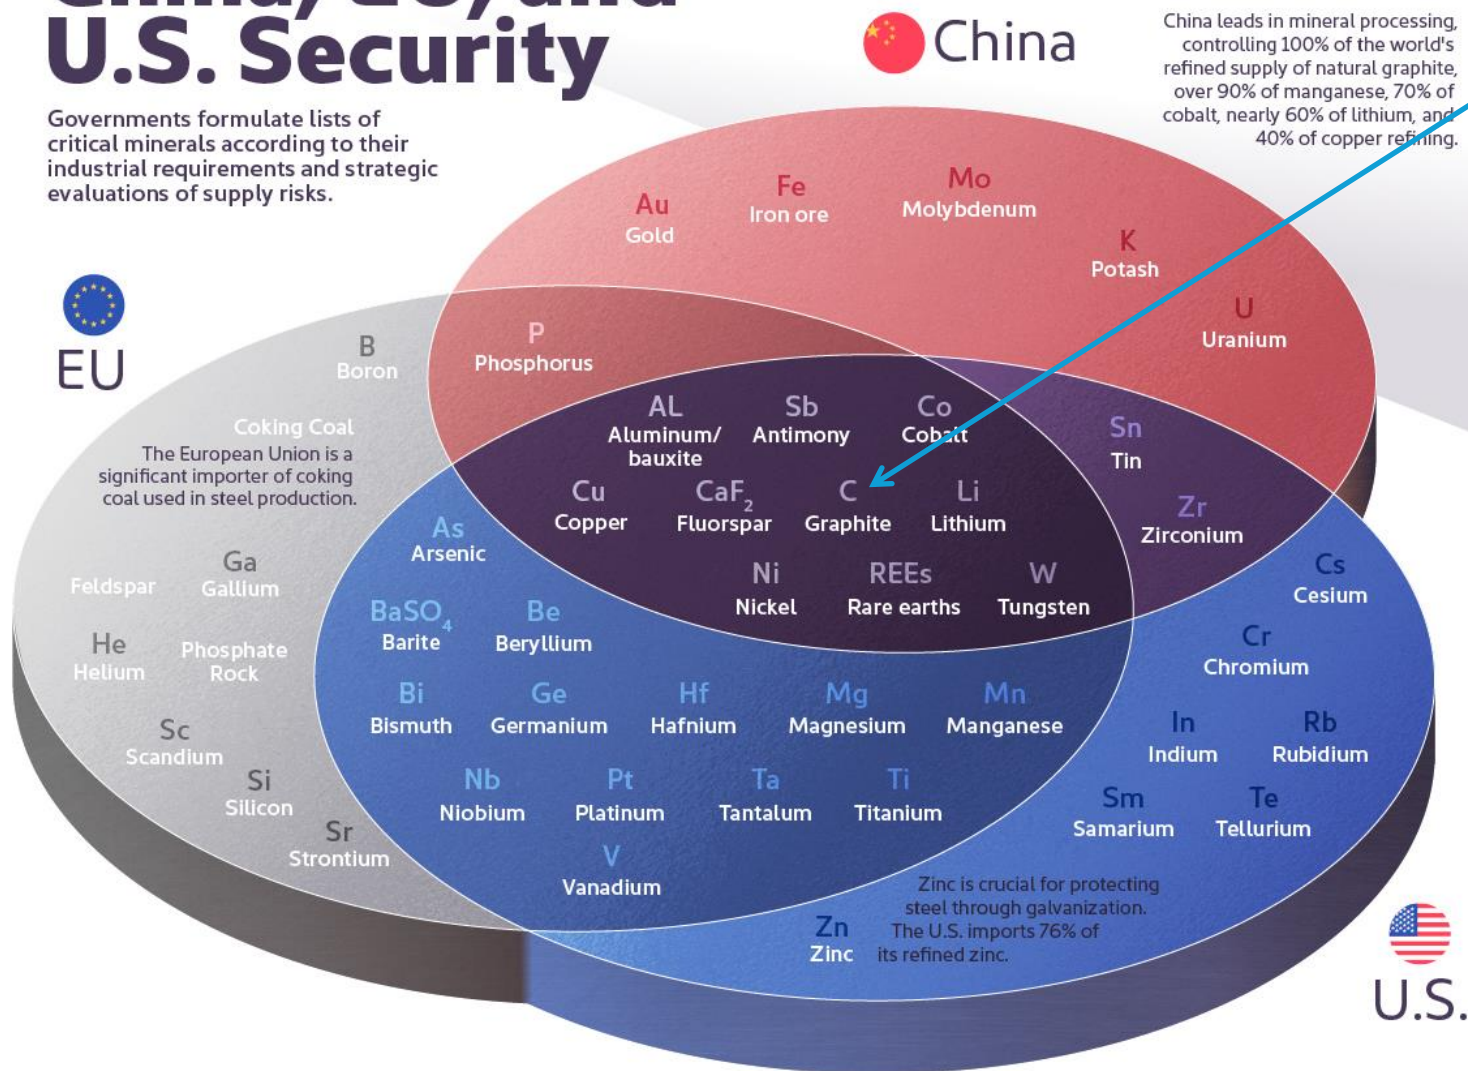 China, EU, and
U.S. Security
Governments formulate lists of
critical minerals according to their
industrial requirements and strategic
evaluations of supply risks.
China
China leads in mineral processing,
controlling 100% of the world's
refined supply of natural graphite,
over 90% of manganese, 70% of
cobalt, nearly 60% of lithium, and
40% of copper refining.
Au
Gold
Fe
Iron ore
Mo
Molybdenum
K
Potash
U
Uranium
EU
B
Boron
P
Phosphorus
Coking Coal
The European Union is a
significant importer of coking
coal used in steel production.
AL
Aluminum/
bauxite
Sb
Antimony
Co
Cobalt
Sn
Tin
Cu
Copper
CaF2
Fluorspar
C
Graphite
Li
Lithium
Zr
Zirconium
As
Arsenic
Ni
Nickel
REEs
Rare earths
W
Tungsten
Cs
Cesium
Feldspar
Ga
Gallium
BaSO4
Barite
Be
Beryllium
He
Helium
Phosphate
Rock
Cr
Chromium
Bi
Bismuth
Ge
Germanium
Hf
Hafnium
Mg
Magnesium
Mn
Manganese
Sc
Scandium
In
Indium
Rb
Rubidium
Si
Silicon
Nb
Niobium
Pt
Platinum
Ta
Tantalum
Ti
Titanium
Sm
Samarium
Te
Tellurium
Sr
Strontium
V
Vanadium
Zn
Zinc
Zinc is crucial for protecting
steel through galvanization.
The U.S. imports 76% of
its refined zinc.
U.S.